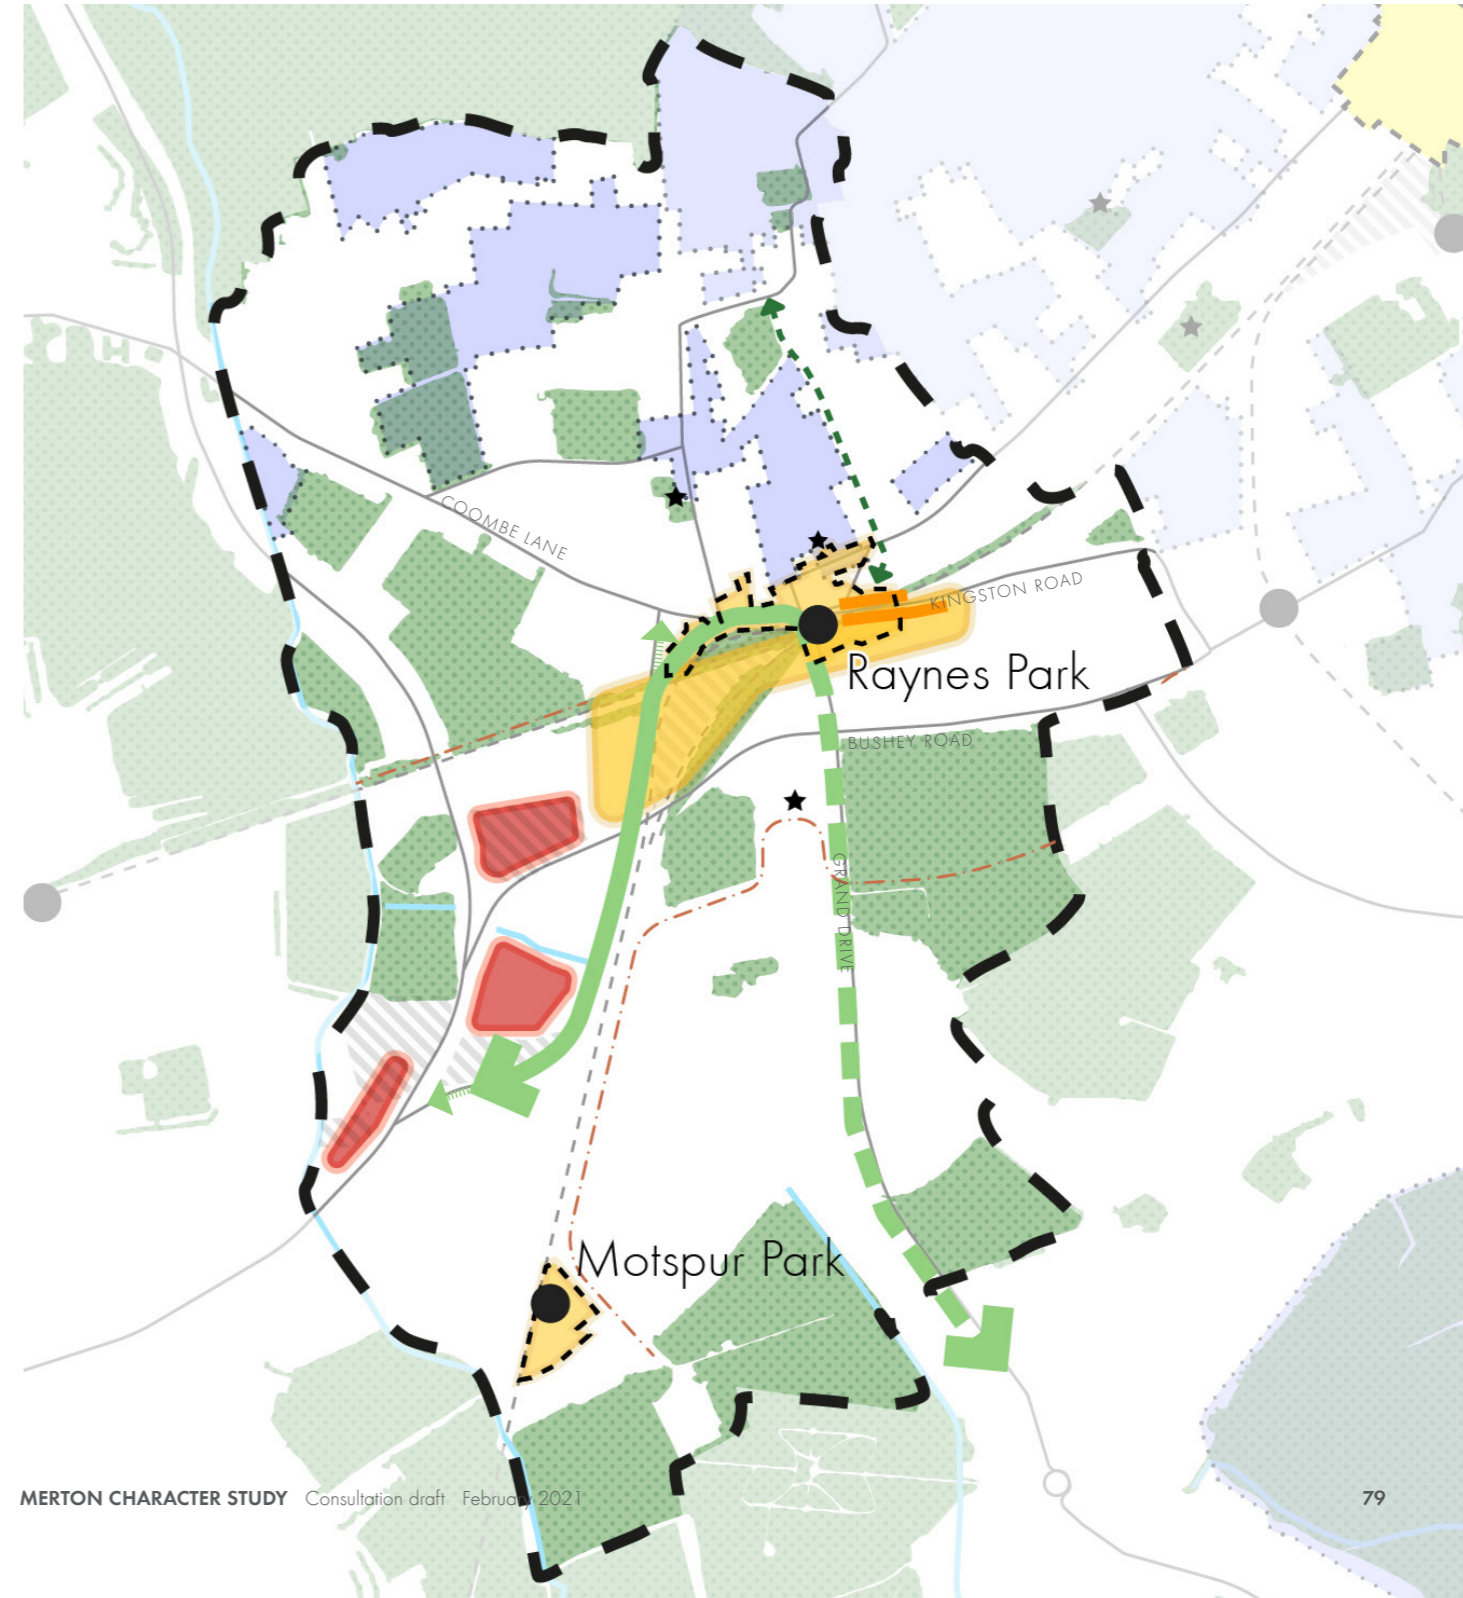 COOMBE LANE
KINGSTON ROAD
Raynes Park
BUSHEY ROAD
GRAND DRIVE
Motspur Park
MERTON CHARACTER STUDY Consultation draft February 2021 79